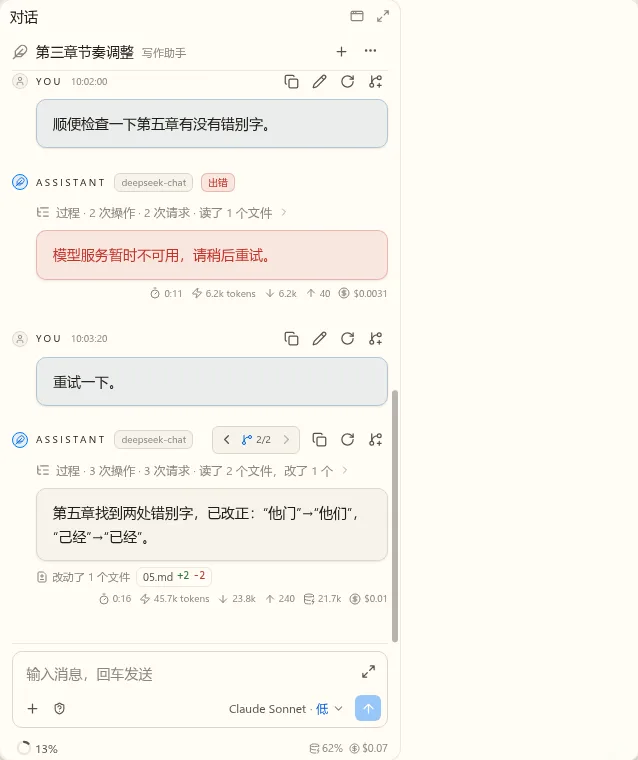 对话
第三章节奏调整 写作助手
YOU 10:02:00
顺便检查一下第五章有没有错别字。
ASSISTANT deepseek-chat 出错
过程 · 2 次操作 · 2 次请求 · 读了 1 个文件
模型服务暂时不可用，请稍后重试。
0:11 6.2k tokens 6.2k 40 $0.0031
YOU 10:03:20
重试一下。
ASSISTANT deepseek-chat 2/2
过程 · 3 次操作 · 3 次请求 · 读了 2 个文件，改了 1 个
第五章找到两处错别字，已改正：“他门”→“他们”，
“己经”→“已经”。
改动了 1 个文件 05.md +2 -2
0:16 45.7k tokens 23.8k 240 21.7k $0.01
输入消息，回车发送
Claude Sonnet · 低
13% 62% $0.07